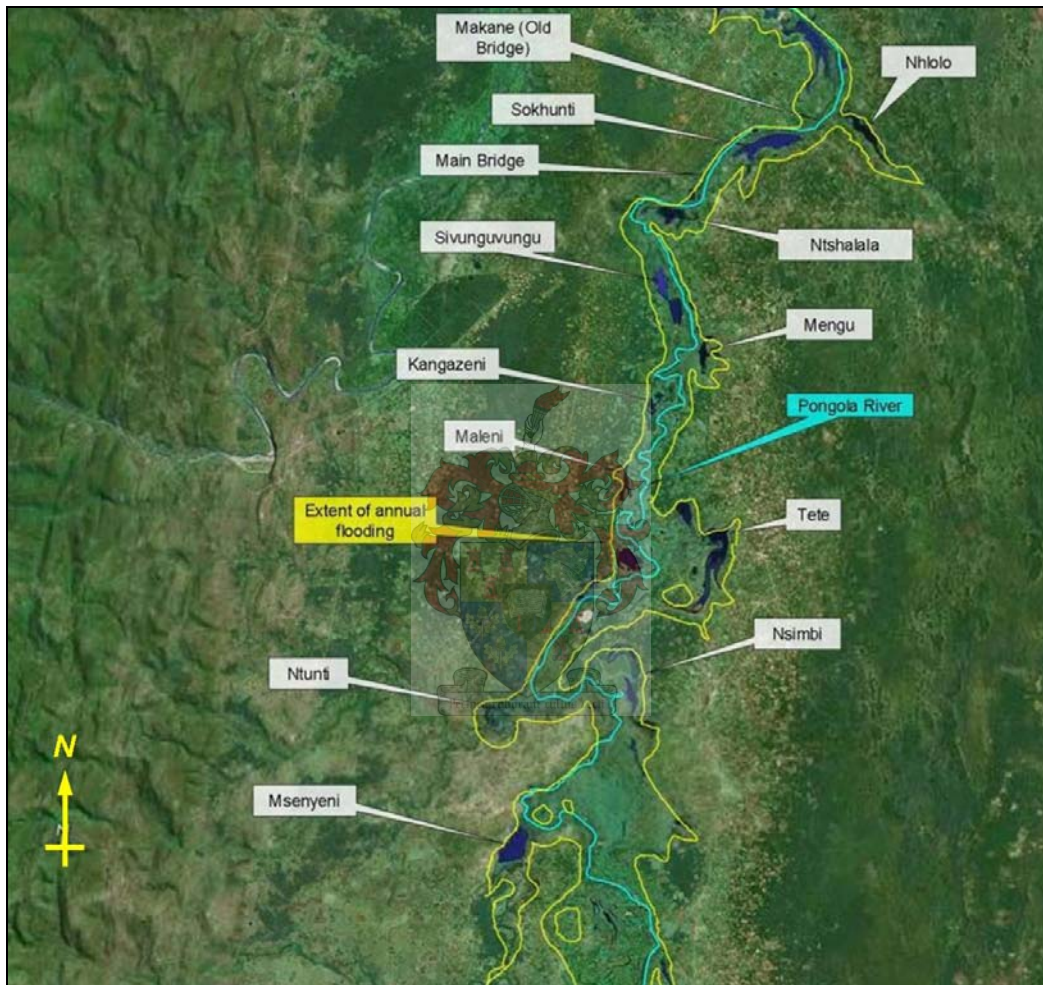 Makane (Old
Bridge)
Nhlolo
Sokhunti
Main Bridge
Sivunguvungu
Ntshalala
Mengu
Kangazeni
Pongola River
Maleni
Extent of annual
flooding
Tete
Nsimbi
Ntunti
N
Msenyeni